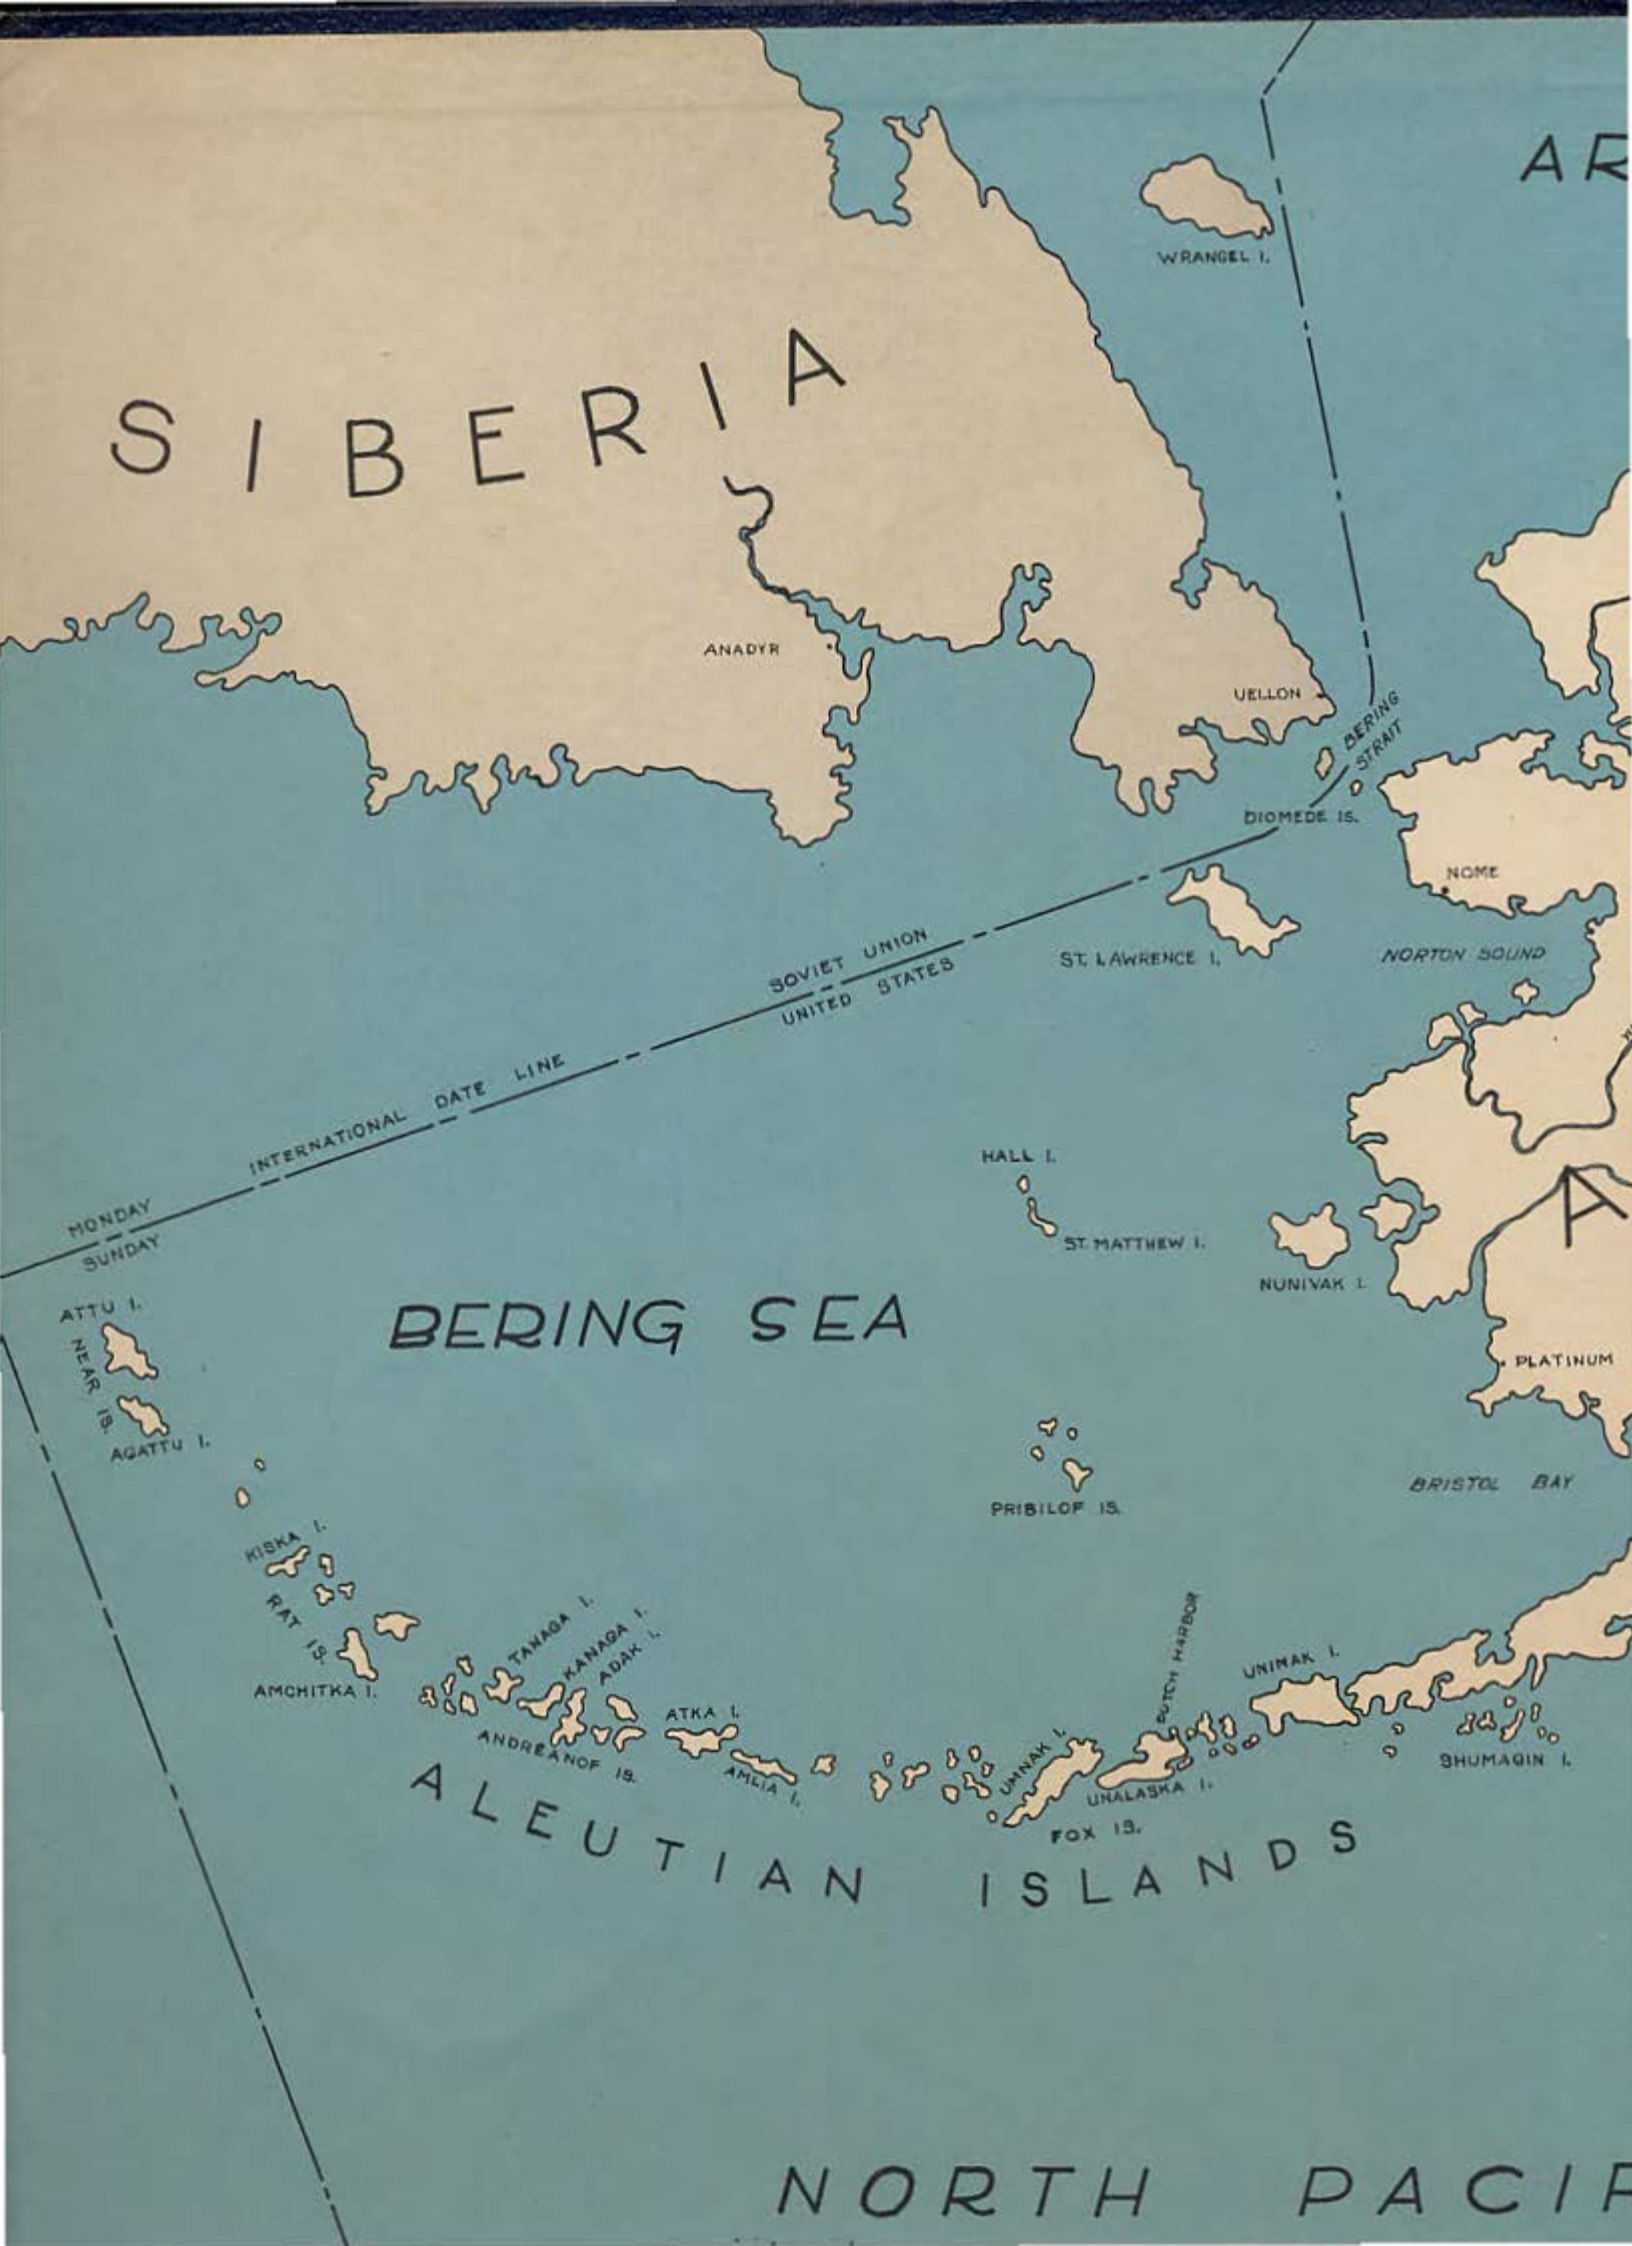 AR
WRANGEL I.
SIBERIA
ANADYR
UELLON
BERING
STRAIT
DIOMEDE IS.
NOME
SOVIET UNION
UNITED STATES
ST. LAWRENCE I.
NORTON SOUND
INTERNATIONAL DATE LINE
MONDAY
SUNDAY
HALL I.
ST. MATTHEW I.
NUNIVAK I.
A
ATTU I.
NEAR IS.
AGATTU I.
BERING SEA
PLATINUM
PRIBILOF IS.
BRISTOL BAY
KISKA I.
RAT IS.
AMCHITKA I.
TANAGA I.
KANAGA I.
ADAK I.
ANDREANOF IS.
ATKA I.
AMLIA I.
UMNAK I.
DUTCH HARBOR
UNALASKA I.
FOX IS.
UNIMAK I.
SHUMAGIN I.
ALEUTIAN ISLANDS
NORTH PACIF